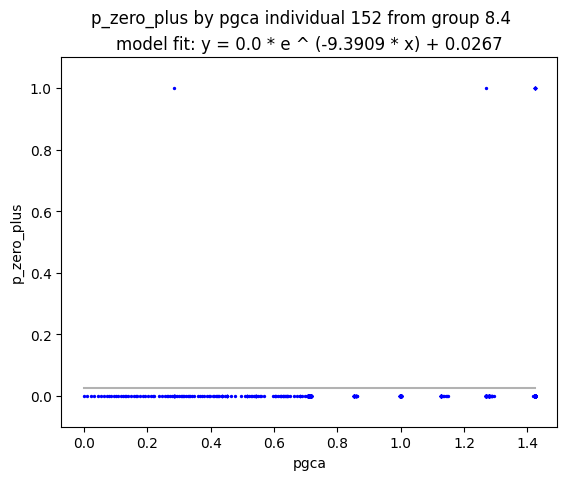 p_zero_plus by pgca individual 152 from group 8.4
model fit: y = 0.0 * e ^ (-9.3909 * x) + 0.0267
1.0
0.8
0.6
0.4
0.2
0.0
p_zero_plus
0.0 0.2 0.4 0.6 0.8 1.0 1.2 1.4
pgca